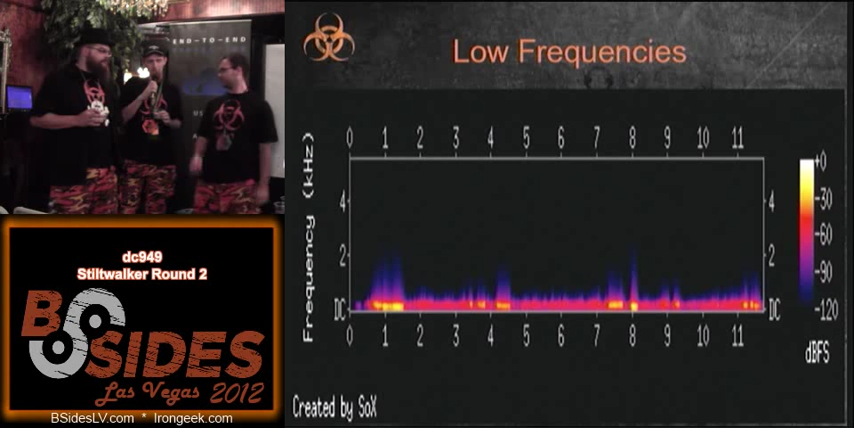 END-TO-END
Low Frequencies
0 1 2 3 4 5 6 7 8 9 10 11
Frequency (kHz)
4
2
DC
4
2
DC
0 1 2 3 4 5 6 7 8 9 10 11
+0
-30
-60
-90
-120
dBFS
Created by SoX
dc949
Stiltwalker Round 2
BSIDES
Las Vegas 2012
BSidesLV.com * Irongeek.com